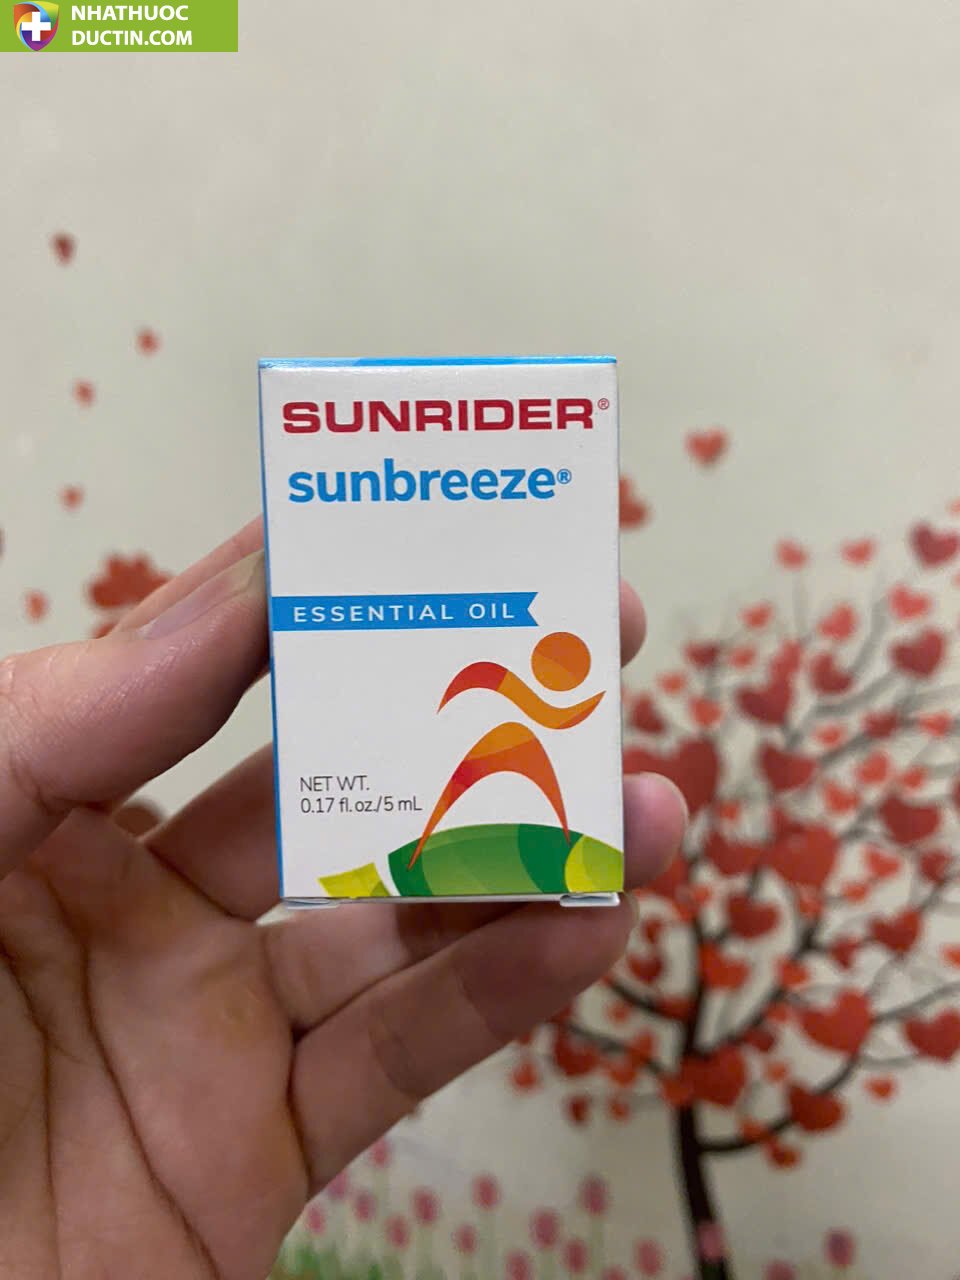 NHATHUOC
DUCTIN.COM
SUNRIDER®
sunbreeze®
ESSENTIAL OIL
NET WT.
0.17 fl.oz./5 mL